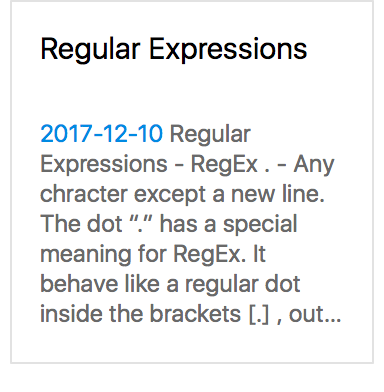 Regular Expressions
2017-12-10 Regular
Expressions - RegEx . - Any
chracter except a new line.
The dot “.” has a special
meaning for RegEx. It
behave like a regular dot
inside the brackets [.] , out...